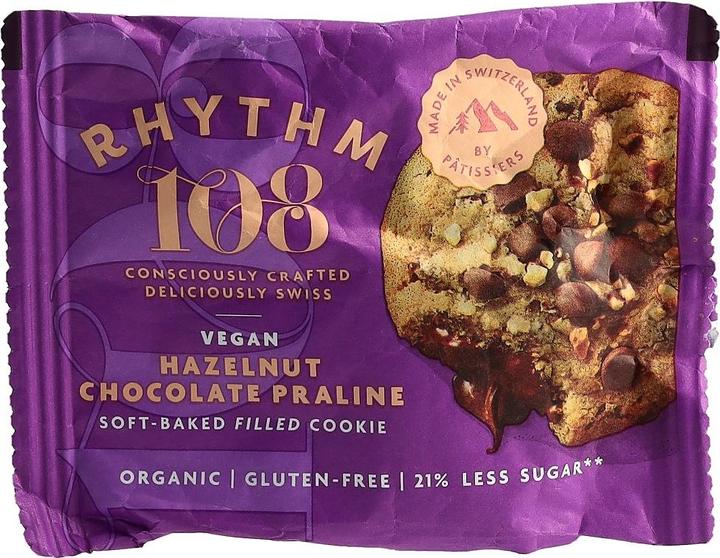 MADE IN SWITZERLAND
BY
PÂTISSIERS
RHYTHM
108
CONSCIOUSLY CRAFTED
DELICIOUSLY SWISS
VEGAN
HAZELNUT
CHOCOLATE PRALINE
SOFT-BAKED FILLED COOKIE
ORGANIC | GLUTEN-FREE | 21% LESS SUGAR**